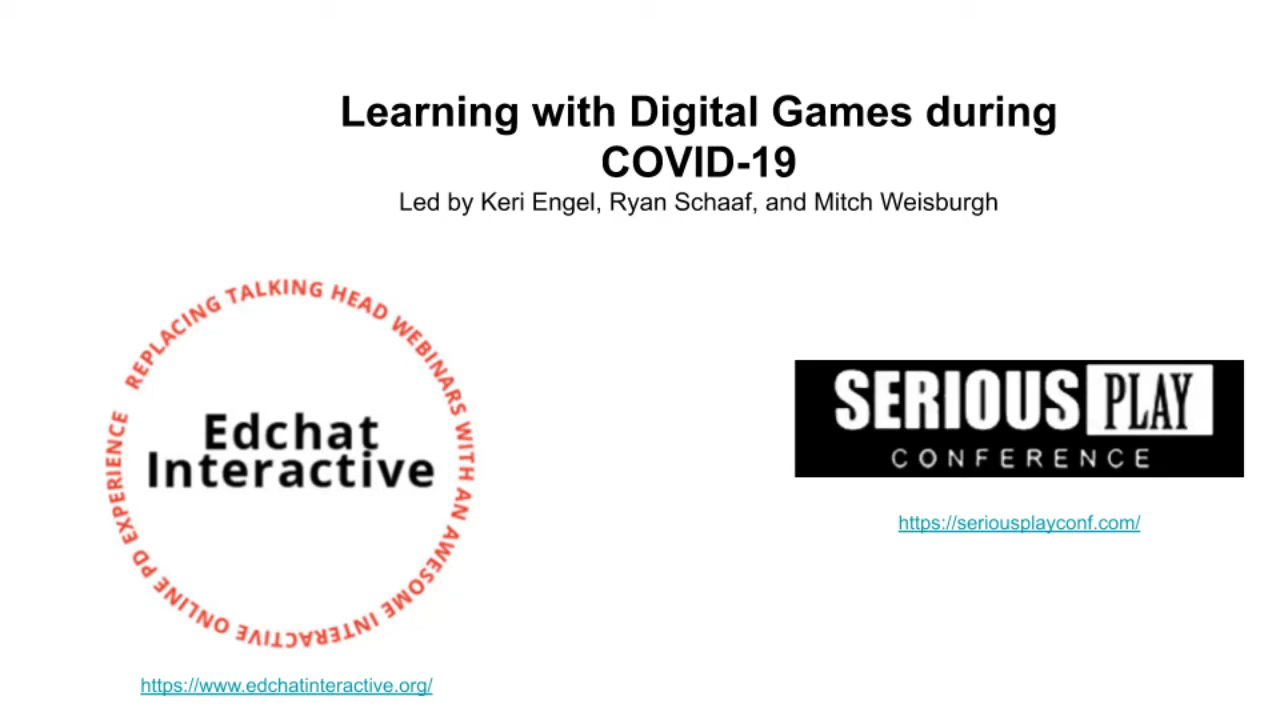 Learning with Digital Games during
COVID-19
Led by Keri Engel, Ryan Schaaf, and Mitch Weisburgh
REPLACING TALKING HEAD WEBINARS WITH AN AWESOME INTERACTIVE ONLINE PD EXPERIENCE
Edchat
Interactive
https://www.edchatinteractive.org/
SERIOUS PLAY
CONFERENCE
https://seriousplayconf.com/